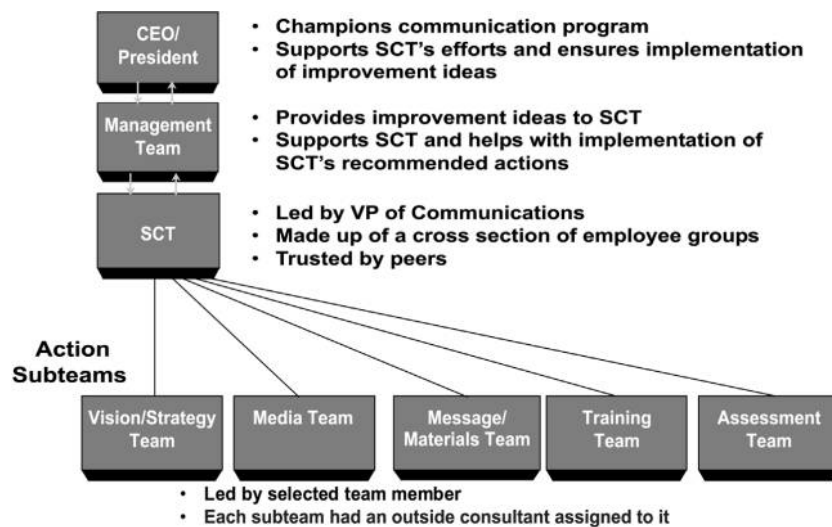 CEO/
President
• Champions communication program
• Supports SCT's efforts and ensures implementation
of improvement ideas
Management
Team
• Provides improvement ideas to SCT
• Supports SCT and helps with implementation of
SCT's recommended actions
SCT
• Led by VP of Communications
• Made up of a cross section of employee groups
• Trusted by peers
Action
Subteams
Vision/Strategy
Team
Media Team
Message/
Materials Team
Training
Team
Assessment
Team
• Led by selected team member
• Each subteam had an outside consultant assigned to it